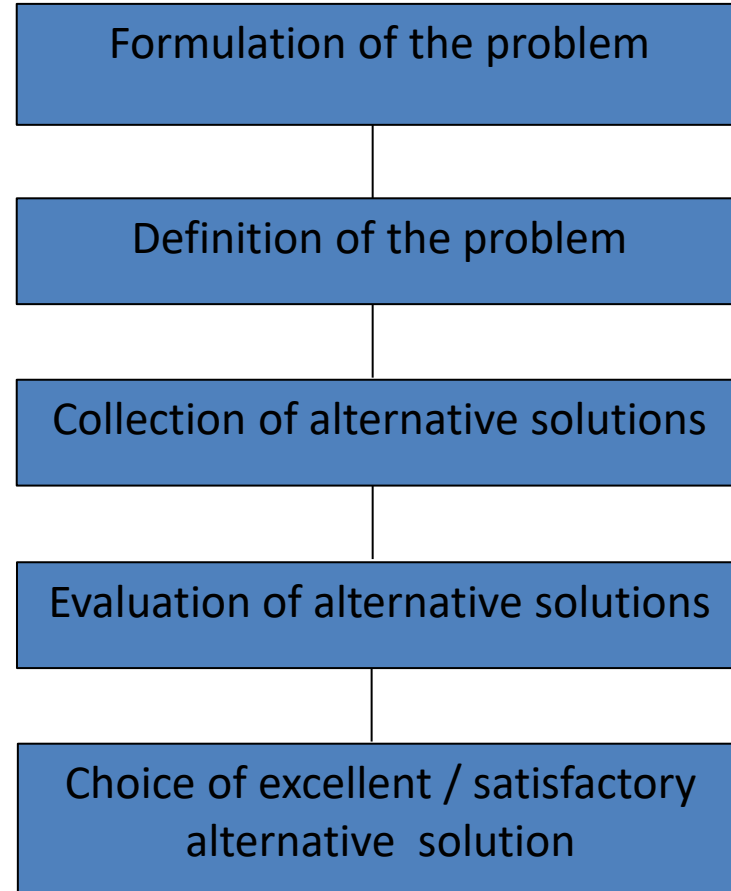 Formulation of the problem
Definition of the problem
Collection of alternative solutions
Evaluation of alternative solutions
Choice of excellent / satisfactory
alternative solution